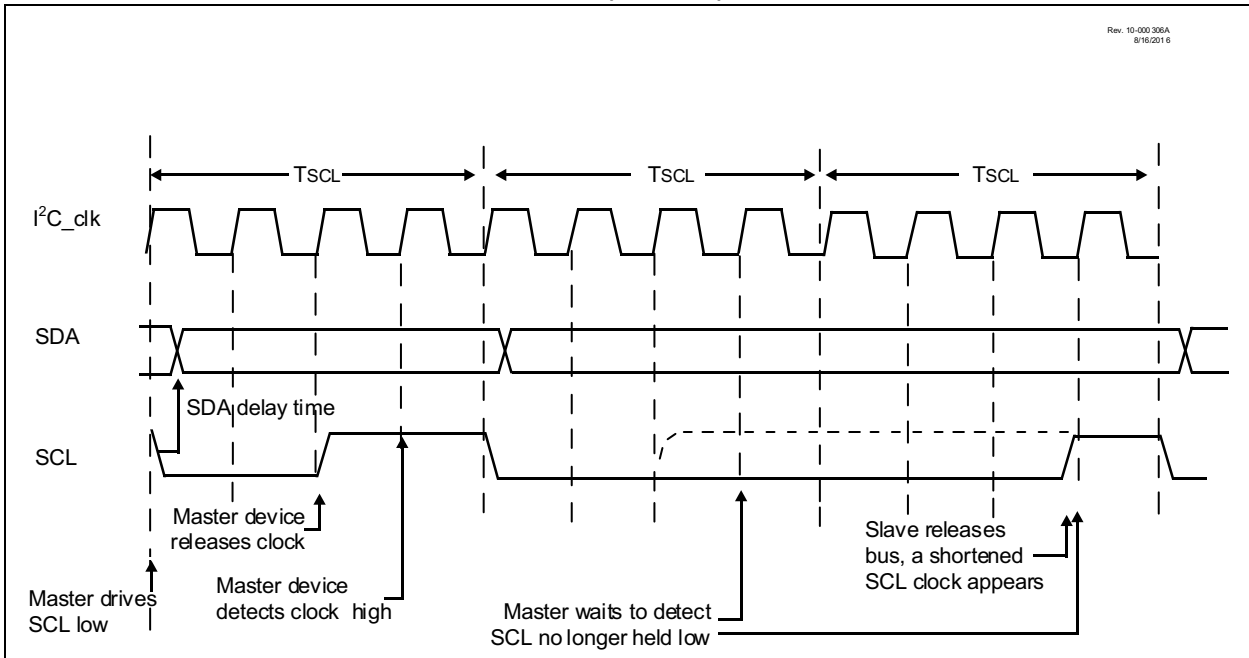 Rev. 10-000 306A
8/16/201 6
TSCL
TSCL
TSCL
I²C_clk
SDA
SDA delay time
SCL
Master device
releases clock
Slave releases
bus, a shortened
SCL clock appears
Master device
detects clock high
Master drives
SCL low
Master waits to detect
SCL no longer held low